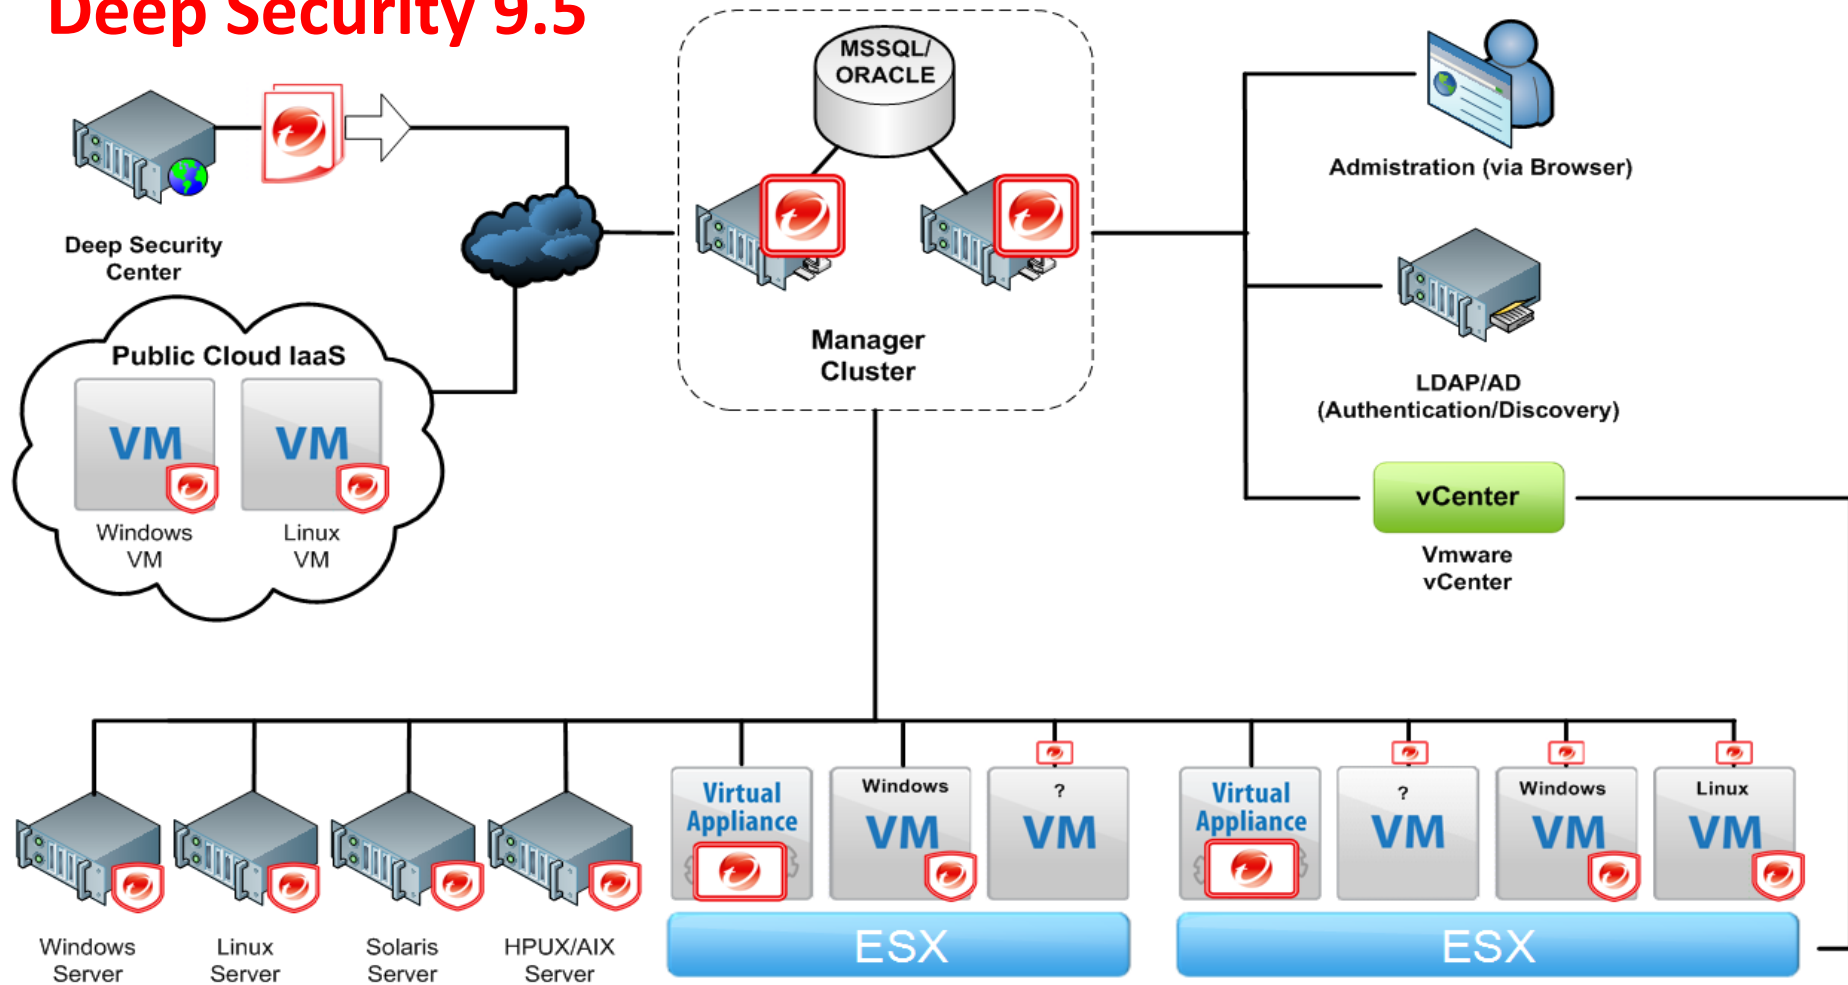 Deep Security 9.5
MSSQL/
ORACLE
Admistration (via Browser)
Deep Security
Center
Manager
Cluster
Public Cloud IaaS
VM
VM
Windows
VM
Linux
VM
LDAP/AD
(Authentication/Discovery)
vCenter
Vmware
vCenter
Windows
Server
Linux
Server
Solaris
Server
HPUX/AIX
Server
Virtual
Appliance
Windows
VM
?
VM
ESX
Virtual
Appliance
?
VM
Windows
VM
Linux
VM
ESX